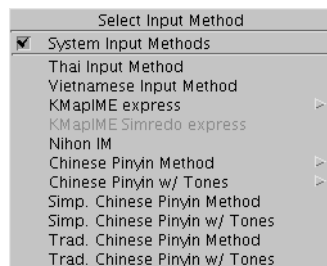 Select Input Method
System Input Methods
Thai Input Method
Vietnamese Input Method
KMapIME express
KMapIME Simredo express
Nihon IM
Chinese Pinyin Method
Chinese Pinyin w/ Tones
Simp. Chinese Pinyin Method
Simp. Chinese Pinyin w/ Tones
Trad. Chinese Pinyin Method
Trad. Chinese Pinyin w/ Tones